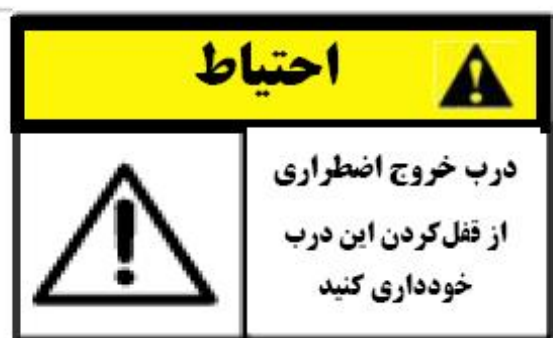 احتیاط
درب خروج اضطراری
از قفل‌کردن این درب
خودداری کنید